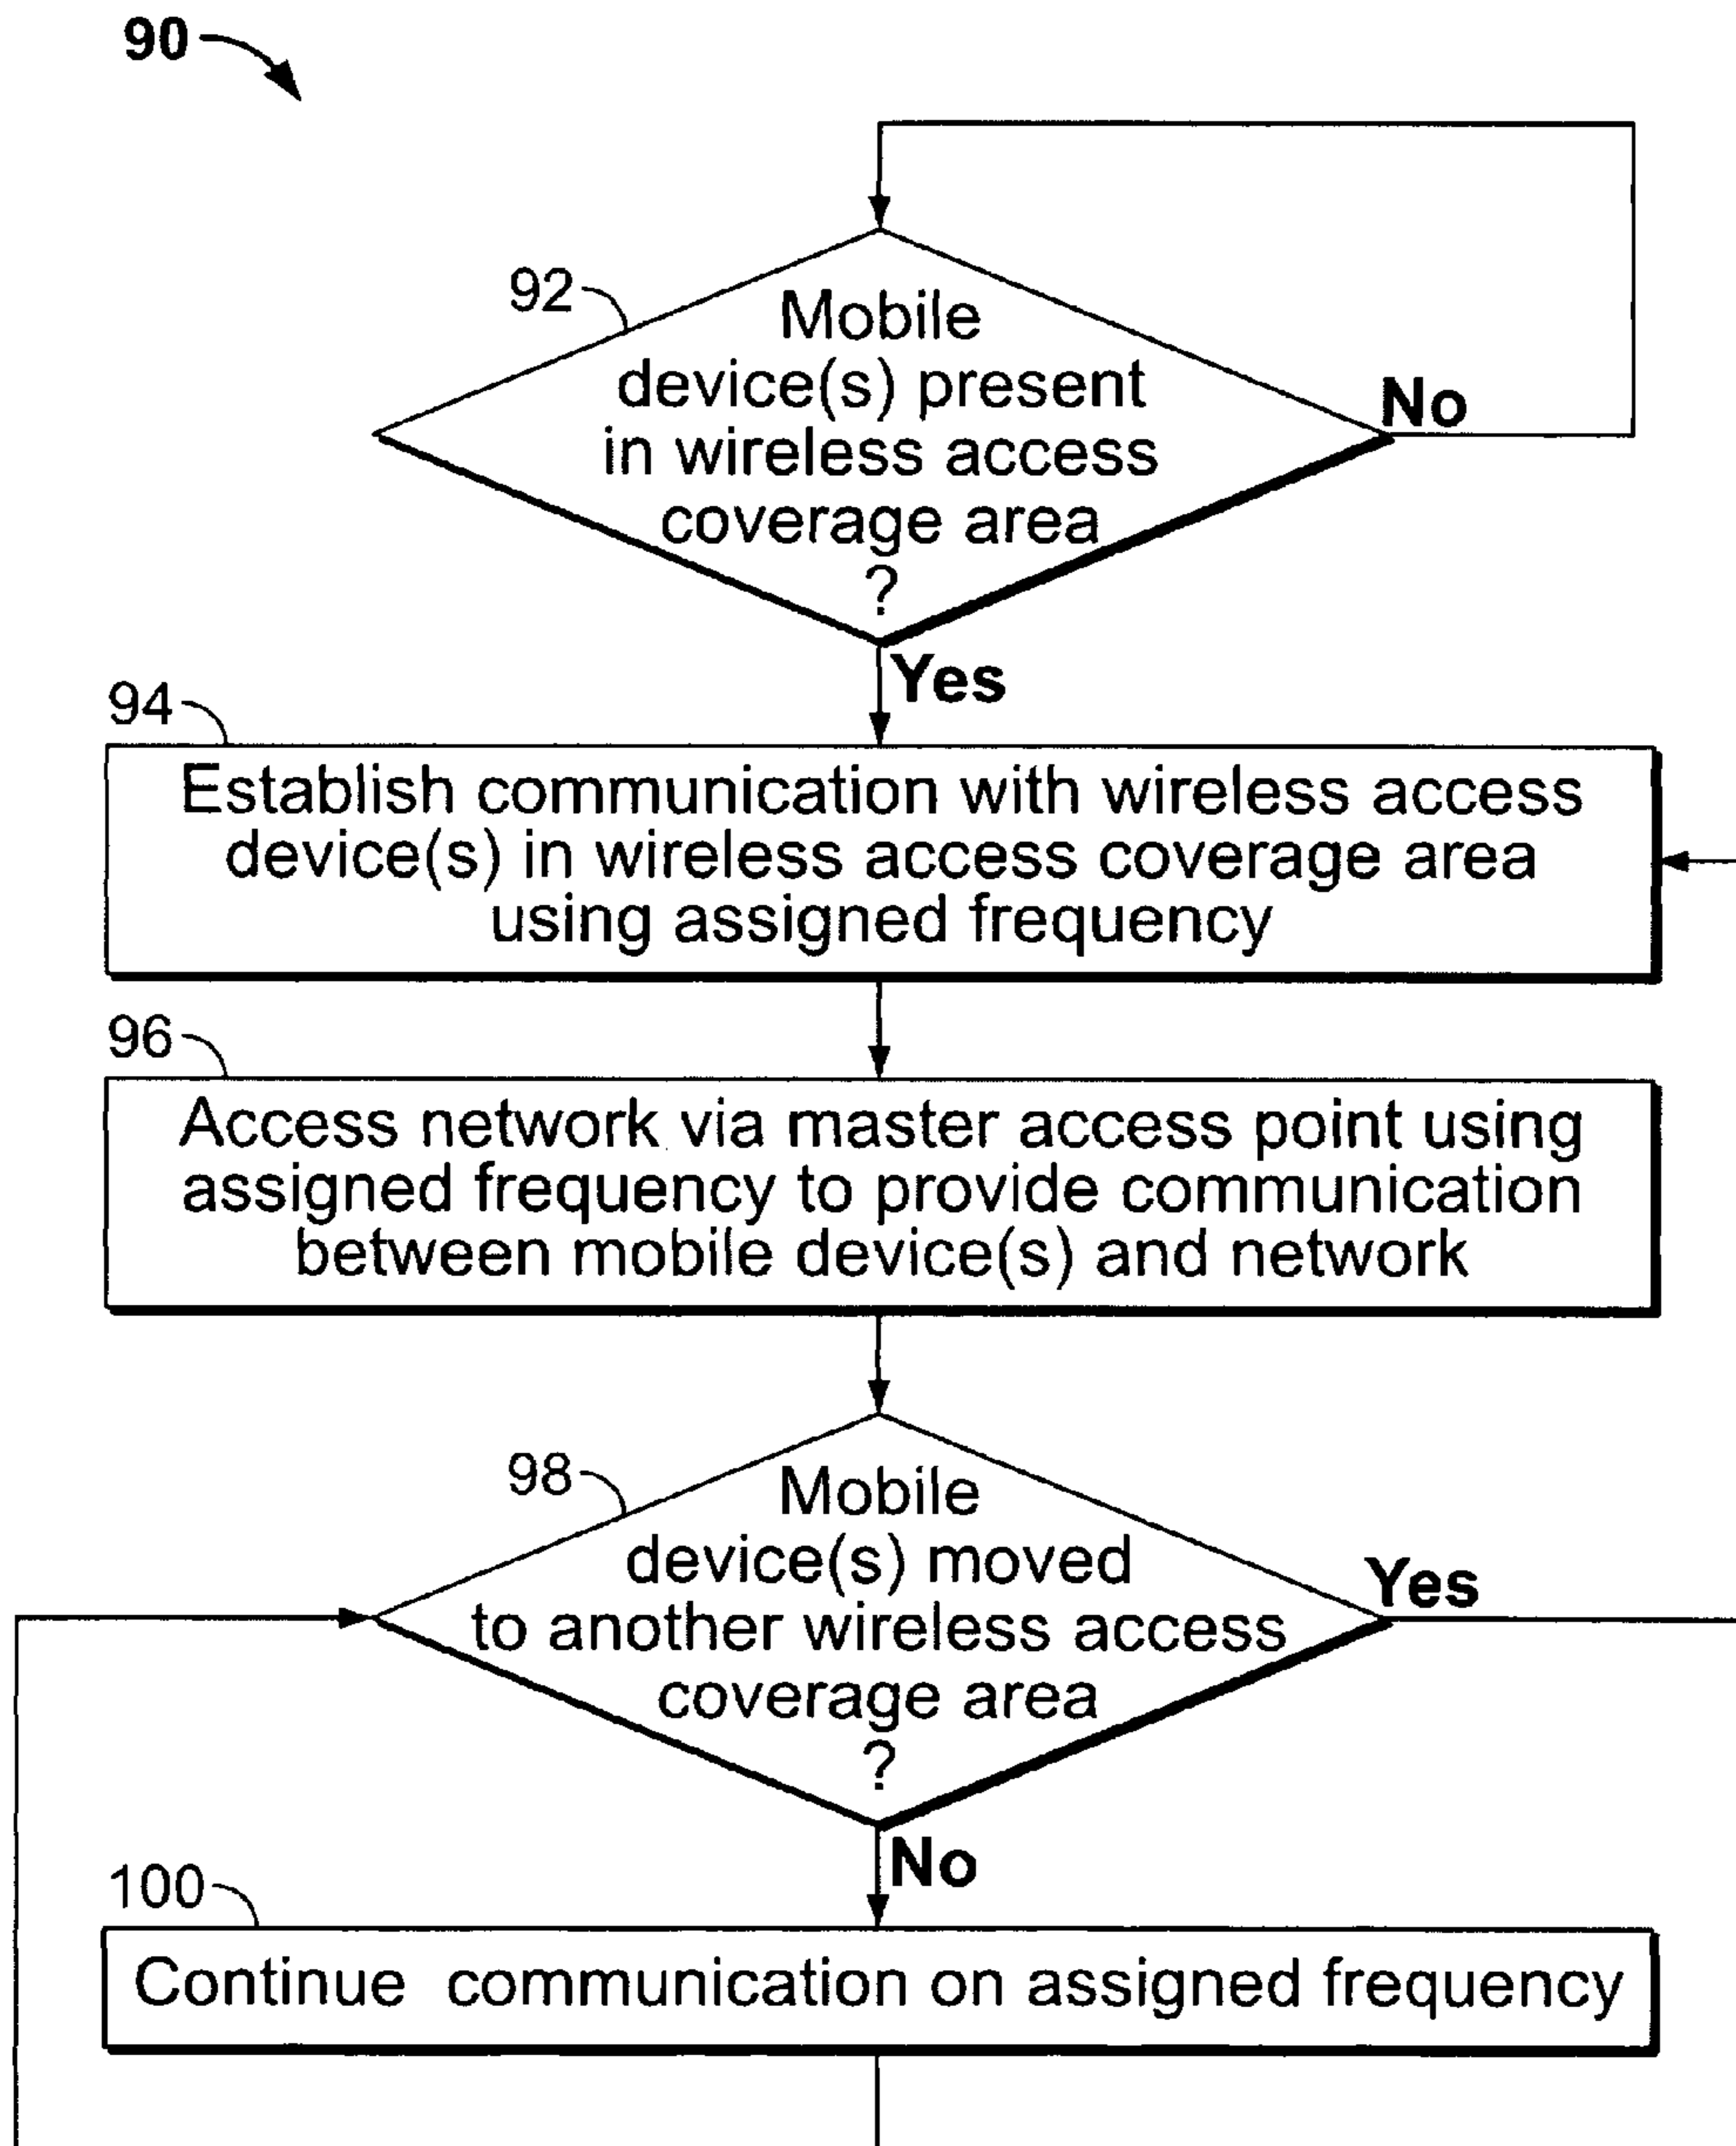 90
92
Mobile
device(s) present
in wireless access
coverage area
?
No
Yes
94
Establish communication with wireless access
device(s) in wireless access coverage area
using assigned frequency
96
Access network via master access point using
assigned frequency to provide communication
between mobile device(s) and network
98
Mobile
device(s) moved
to another wireless access
coverage area
?
Yes
No
100
Continue communication on assigned frequency